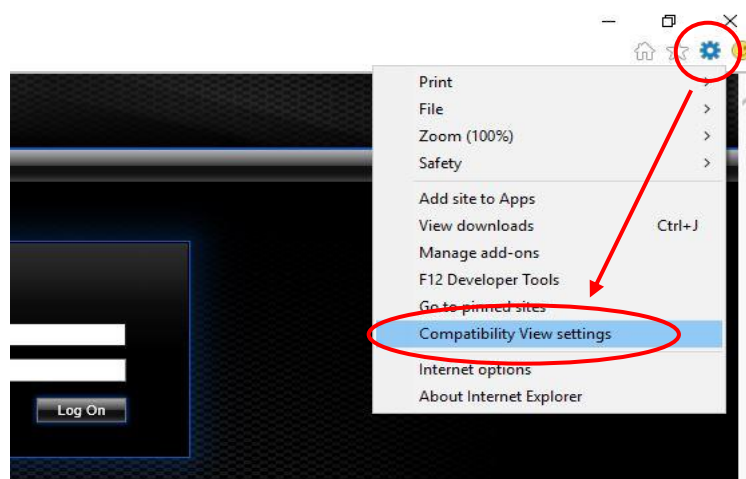 Print
File
Zoom (100%)
Safety
Add site to Apps
View downloads Ctrl+J
Manage add-ons
F12 Developer Tools
Go to pinned sites
Compatibility View settings
Internet options
About Internet Explorer
Log On